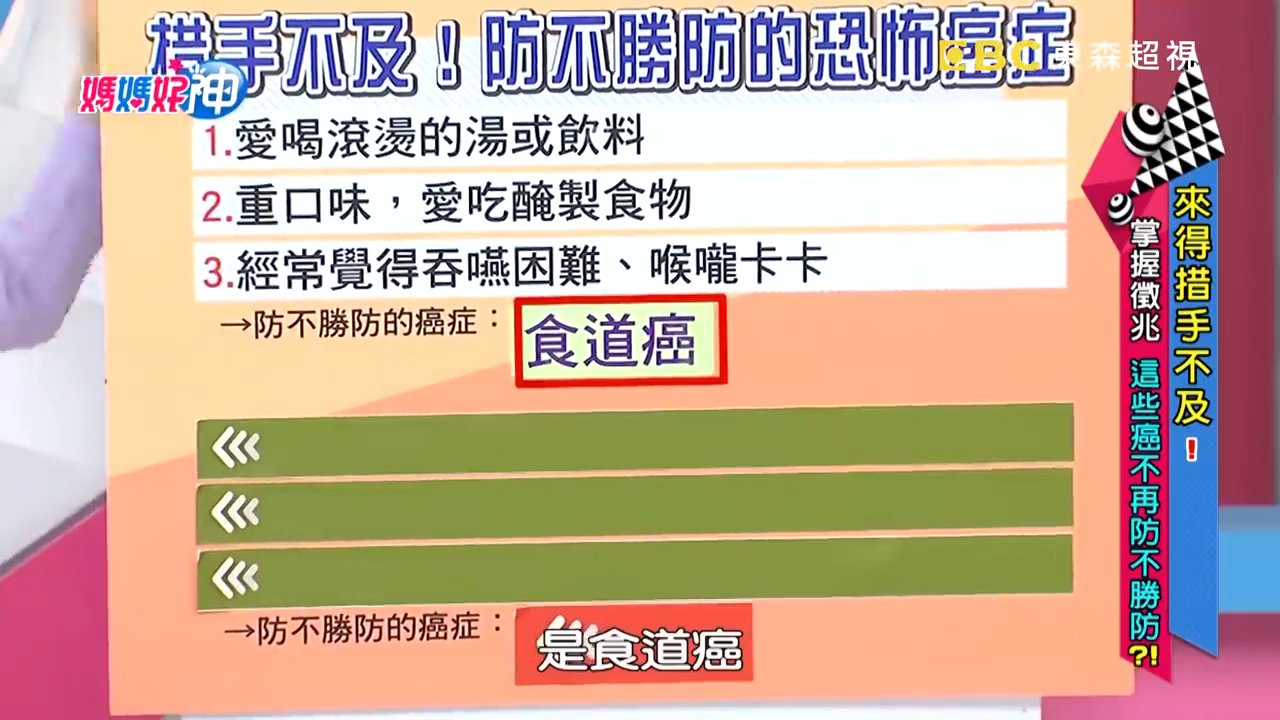 措手不及！防不勝防的恐怖癌症
媽媽好神
EBC 東森超視
1.愛喝滾燙的湯或飲料
2.重口味，愛吃醃製食物
3.經常覺得吞嚥困難、喉嚨卡卡
→防不勝防的癌症：
食道癌
→防不勝防的癌症：
是食道癌
來得措手不及！
掌握徵兆 這些癌不再防不勝防?!